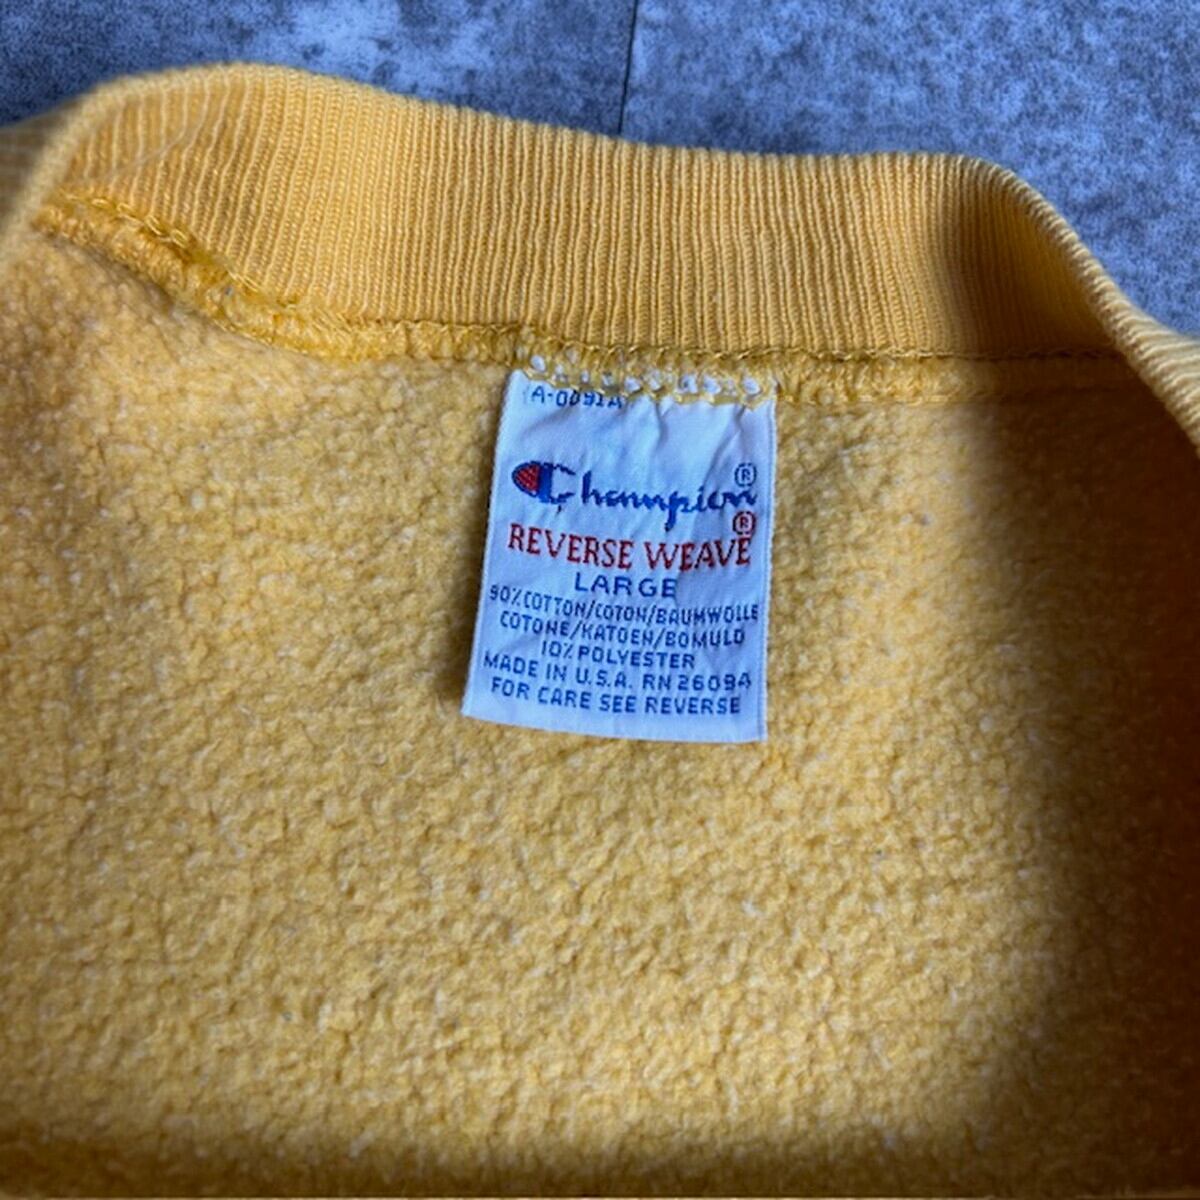 A-0091A
Champion®
REVERSE WEAVE®
LARGE
90% COTTON/COTON/BAUMWOLLE
COTONE/KATOEN/BOMULD
10% POLYESTER
MADE IN U.S.A. RN 26094
FOR CARE SEE REVERSE